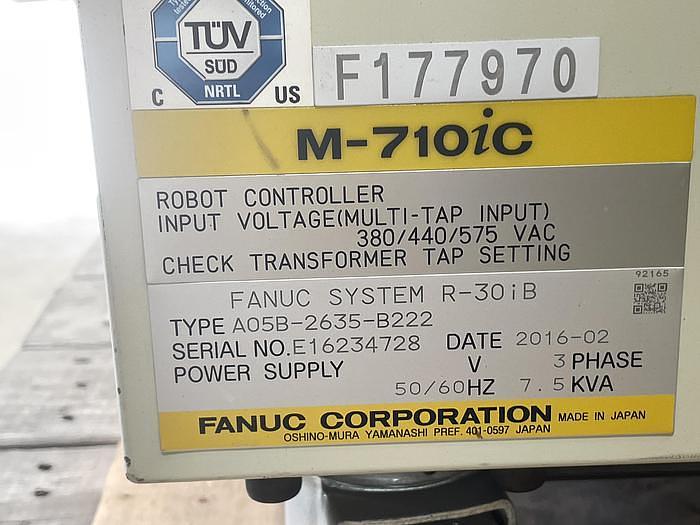 TÜV
SÜD
NRTL
C US
F177970
M-710iC
ROBOT CONTROLLER
INPUT VOLTAGE(MULTI-TAP INPUT)
380/440/575 VAC
CHECK TRANSFORMER TAP SETTING
92165
FANUC SYSTEM R-30iB
TYPE A05B-2635-B222
SERIAL NO.E16234728 DATE 2016-02
POWER SUPPLY V 3 PHASE
50/60HZ 7.5KVA
FANUC CORPORATION MADE IN JAPAN
OSHINO-MURA YAMANASHI PREF. 401-0597 JAPAN